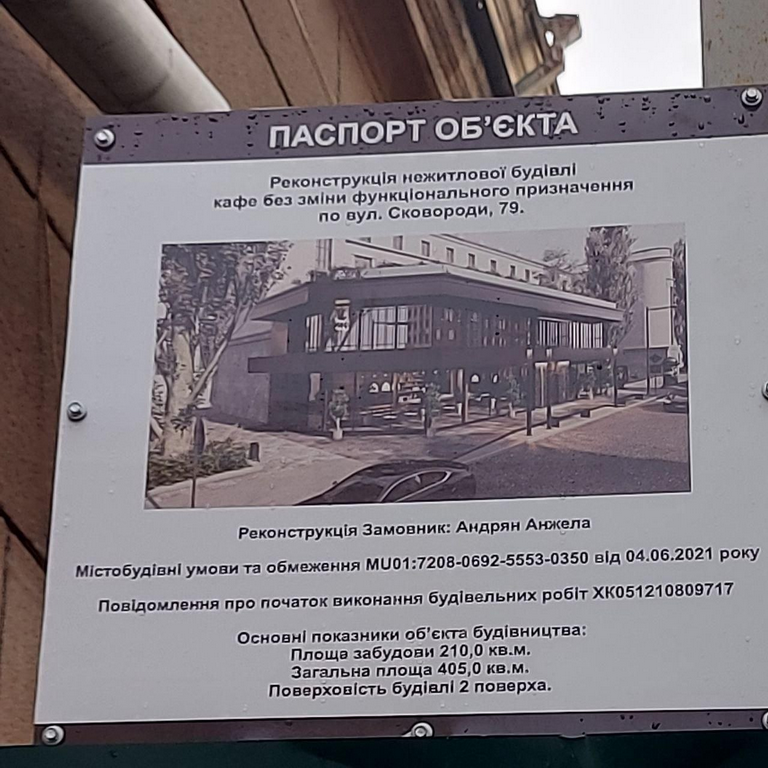 ПАСПОРТ ОБ'ЄКТА
Реконструкція нежитлової будівлі
кафе без зміни функціонального призначення
по вул. Сковороди, 79.
Реконструкція Замовник: Андрян Анжела
Містобудівні умови та обмеження MU01:7208-0692-5553-0350 від 04.06.2021 року
Повідомлення про початок виконання будівельних робіт ХК051210809717
Основні показники об'єкта будівництва:
Площа забудови 210,0 кв.м.
Загальна площа 405,0 кв.м.
Поверховість будівлі 2 поверха.